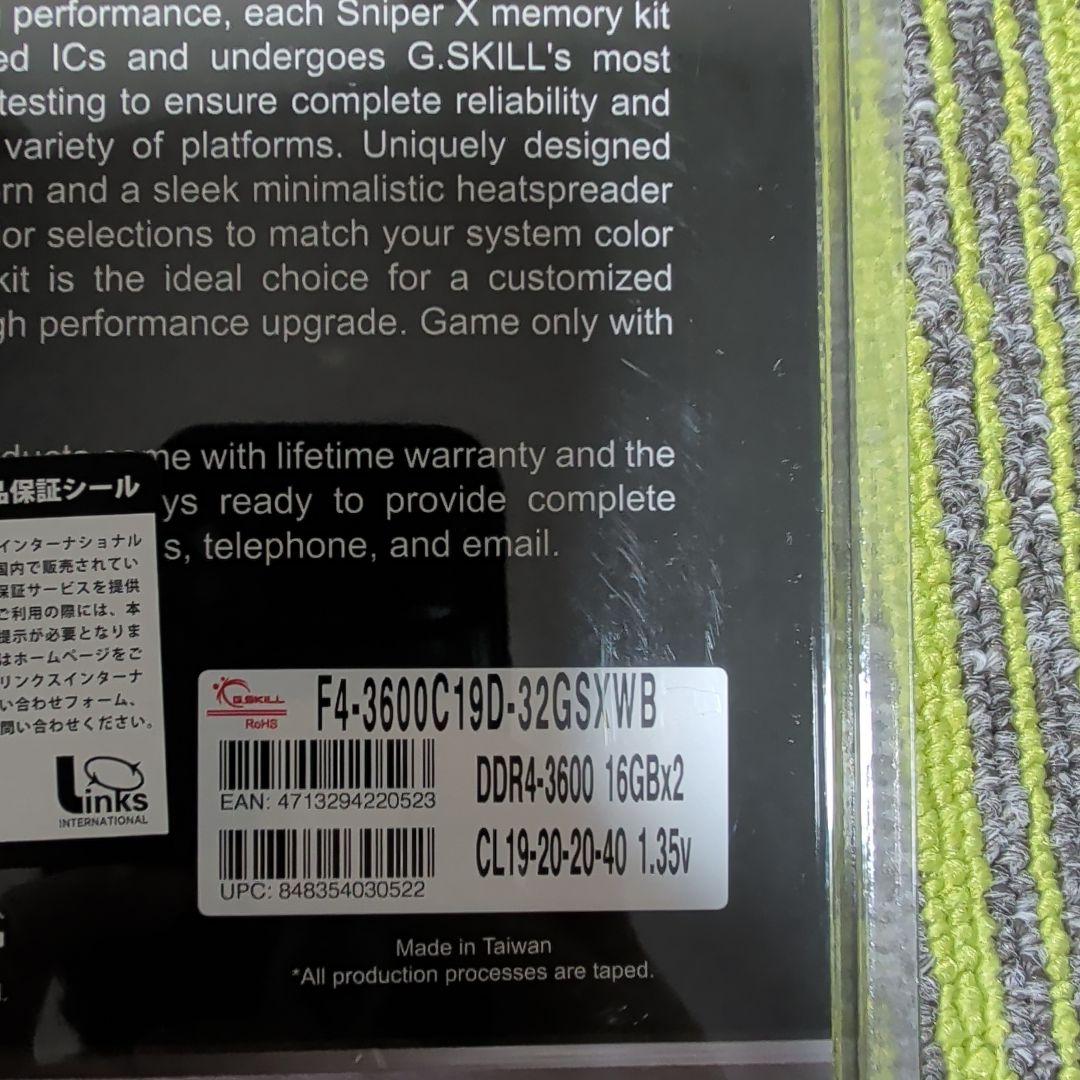 performance, each Sniper X memory kit
ICs and undergoes G.SKILL's most
testing to ensure complete reliability and
variety of platforms. Uniquely designed
and a sleek minimalistic heatspreader
or selections to match your system color
kit is the ideal choice for a customized
gh performance upgrade. Game only with
me with lifetime warranty and the
ys ready to provide complete
s, telephone, and email.
品保証シール
インターナショナル
国内で販売されてい
保証サービスを提供
ご利用の際には、本
提示が必要となりま
はホームページをご
リンクスインターナ
い合わせフォーム、
問い合わせください。
Links
INTERNATIONAL
G.SKILL
RoHS
F4-3600C19D-32GSXWB
DDR4-3600 16GBx2
EAN: 4713294220523
CL19-20-20-40 1.35v
UPC: 848354030522
Made in Taiwan
*All production processes are taped.